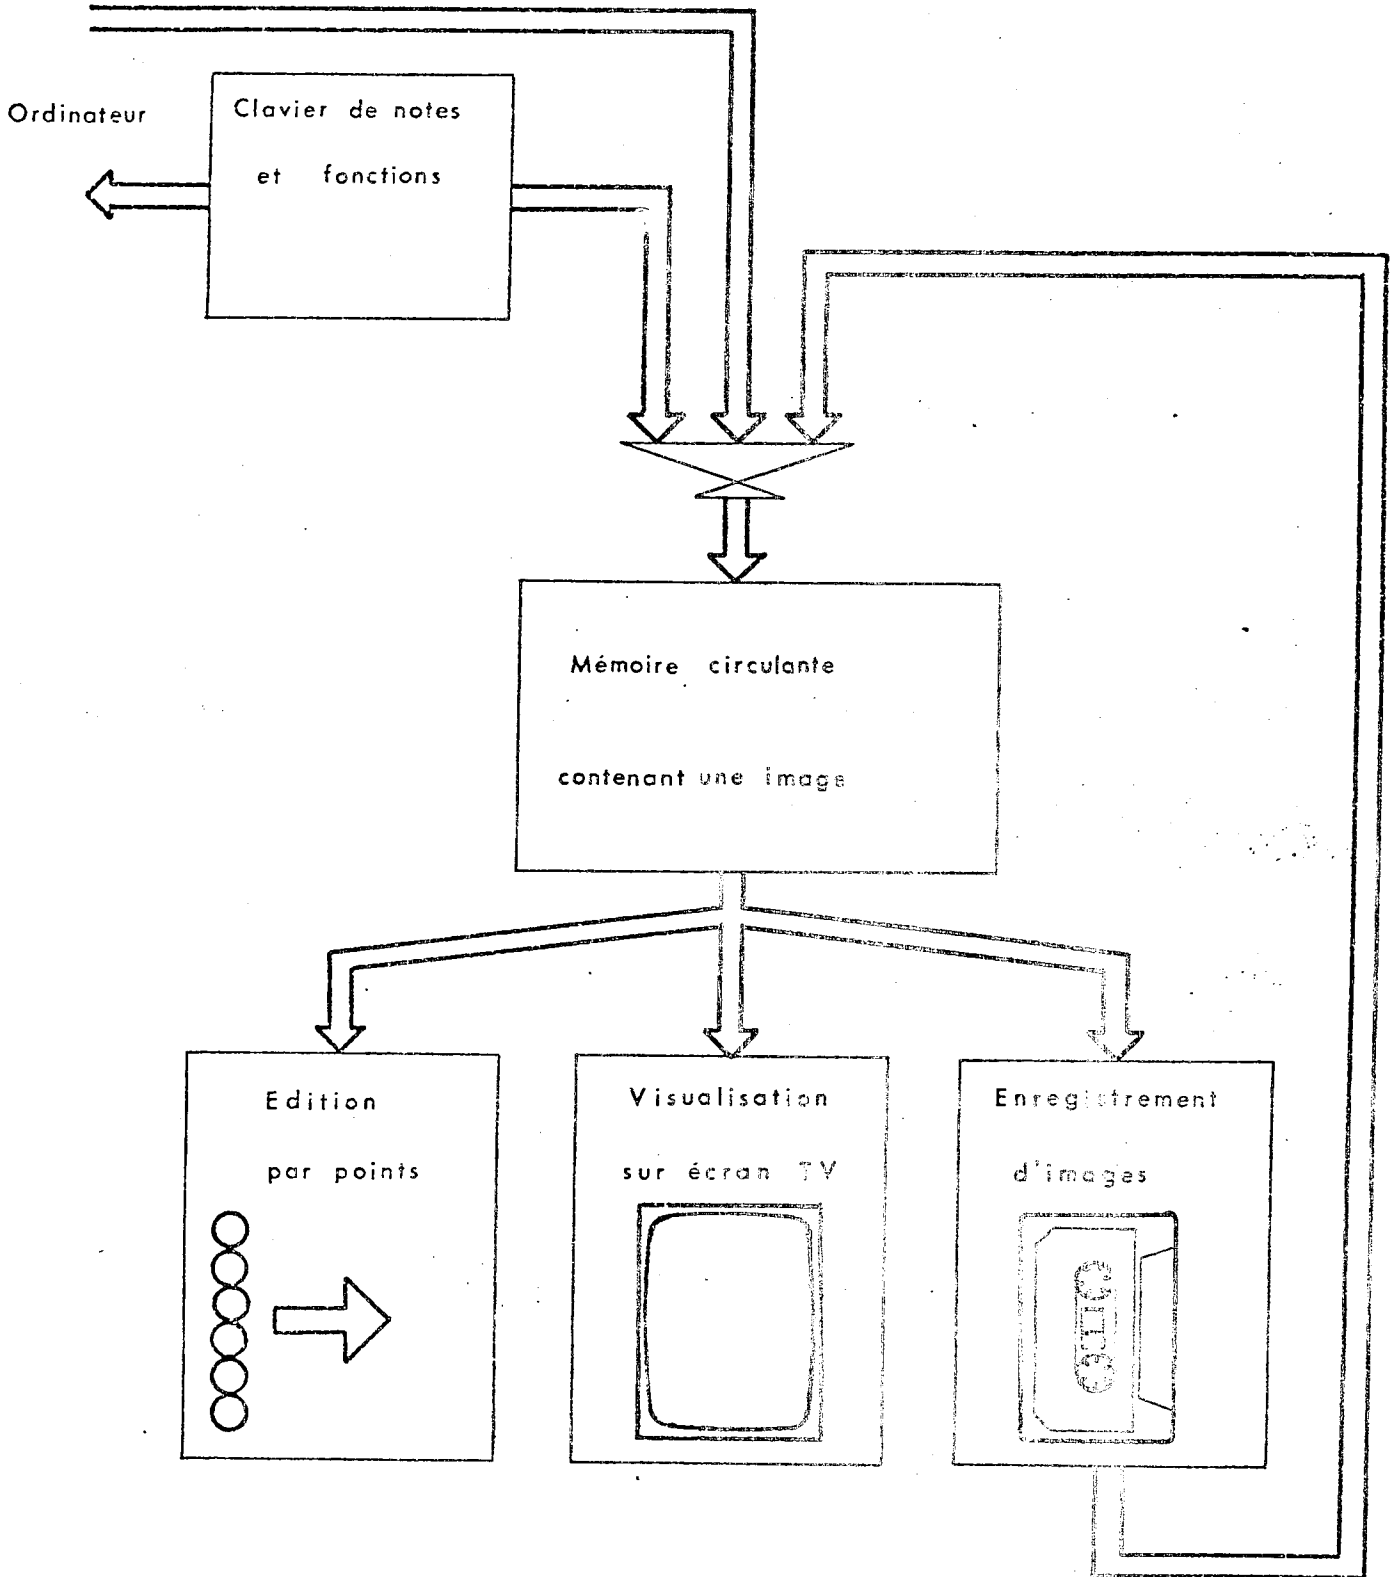 Ordinateur
Clavier de notes
et fonctions
Mémoire circulante
contenant une image
Edition
par points
Visualisation
sur écran TV
Enregistrement
d'images